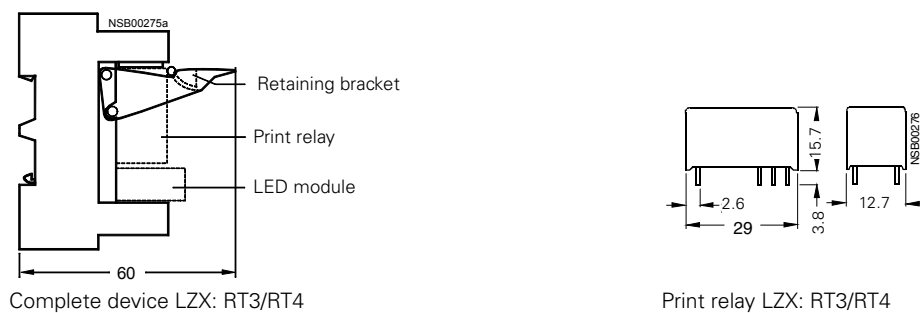 NSB00275a
Retaining bracket
Print relay
LED module
60
Complete device LZX: RT3/RT4
15.7
NSB00276
2.6
3.8
12.7
29
Print relay LZX: RT3/RT4